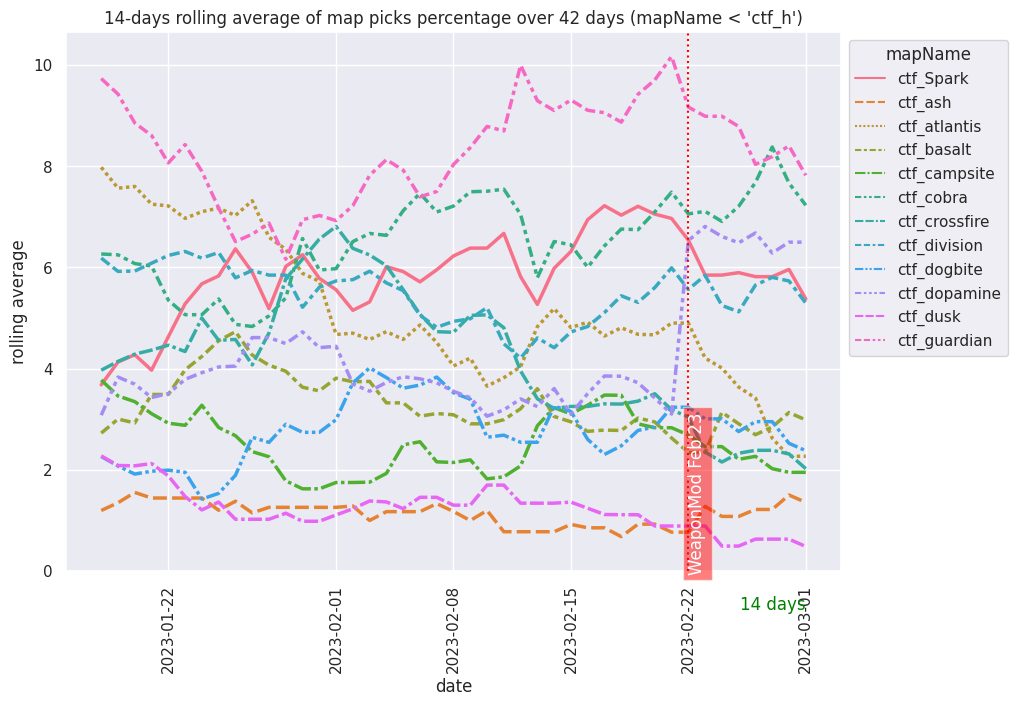 14-days rolling average of map picks percentage over 42 days (mapName < 'ctf_h')
10
8
6
4
2
0
rolling average
2023-01-22
2023-02-01
2023-02-08
2023-02-15
2023-02-22
2023-03-01
date
WeaponMod Feb'23
14 days
mapName
ctf_Spark
ctf_ash
ctf_atlantis
ctf_basalt
ctf_campsite
ctf_cobra
ctf_crossfire
ctf_division
ctf_dogbite
ctf_dopamine
ctf_dusk
ctf_guardian